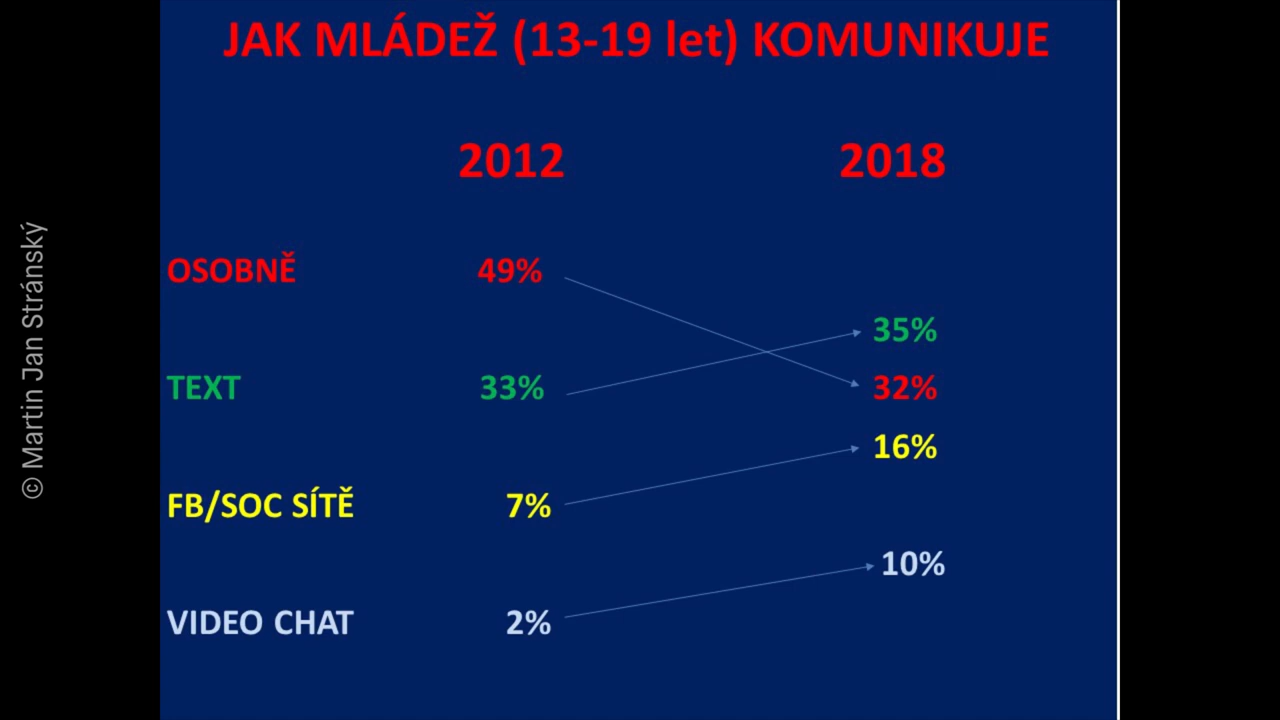 JAK MLÁDEŽ (13-19 let) KOMUNIKUJE
2012 2018
OSOBNĚ 49%
35%
TEXT 33% 32%
16%
FB/SOC SÍTĚ 7%
10%
VIDEO CHAT 2%
© Martin Jan Stránský